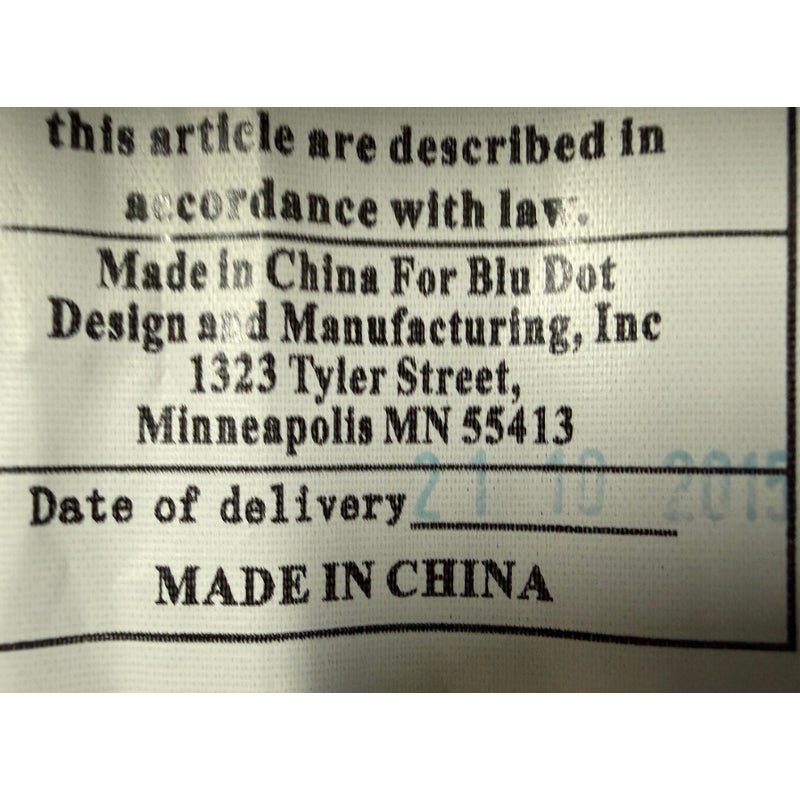 this article are described in
accordance with law.
Made in China For Blu Dot
Design and Manufacturing, Inc
1323 Tyler Street,
Minneapolis MN 55413
Date of delivery 21 10 2015
MADE IN CHINA